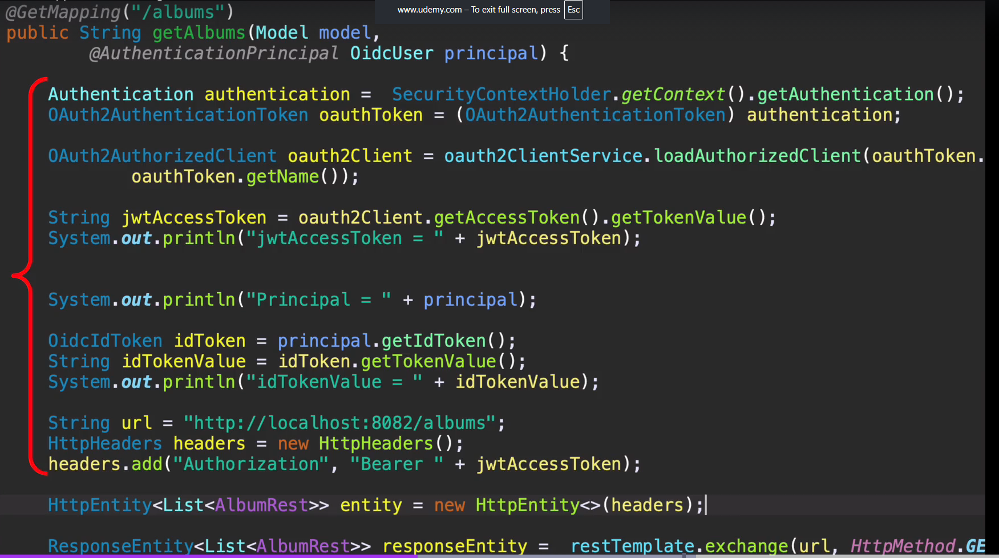 www.udemy.com – To exit full screen, press Esc
@GetMapping("/albums")
public String getAlbums(Model model,
@AuthenticationPrincipal OidcUser principal) {
Authentication authentication = SecurityContextHolder.getContext().getAuthentication();
OAuth2AuthenticationToken oauthToken = (OAuth2AuthenticationToken) authentication;
OAuth2AuthorizedClient oauth2Client = oauth2ClientService.loadAuthorizedClient(oauthToken.
oauthToken.getName());
String jwtAccessToken = oauth2Client.getAccessToken().getTokenValue();
System.out.println("jwtAccessToken = " + jwtAccessToken);
System.out.println("Principal = " + principal);
OidcIdToken idToken = principal.getIdToken();
String idTokenValue = idToken.getTokenValue();
System.out.println("idTokenValue = " + idTokenValue);
String url = "http://localhost:8082/albums";
HttpHeaders headers = new HttpHeaders();
headers.add("Authorization", "Bearer " + jwtAccessToken);
HttpEntity<List<AlbumRest>> entity = new HttpEntity<>(headers);
ResponseEntity<List<AlbumRest>> responseEntity = restTemplate.exchange(url, HttpMethod.GE